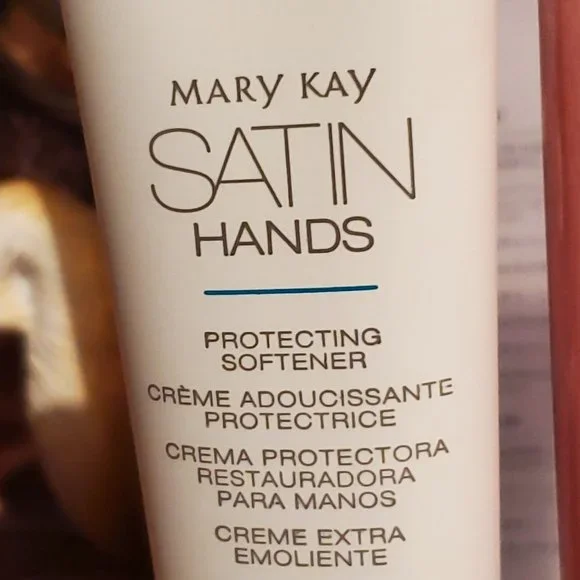 MARY KAY
SATIN
HANDS
PROTECTING
SOFTENER
CRÈME ADOUCISSANTE
PROTECTRICE
CREMA PROTECTORA
RESTAURADORA
PARA MANOS
CREME EXTRA
EMOLIENTE